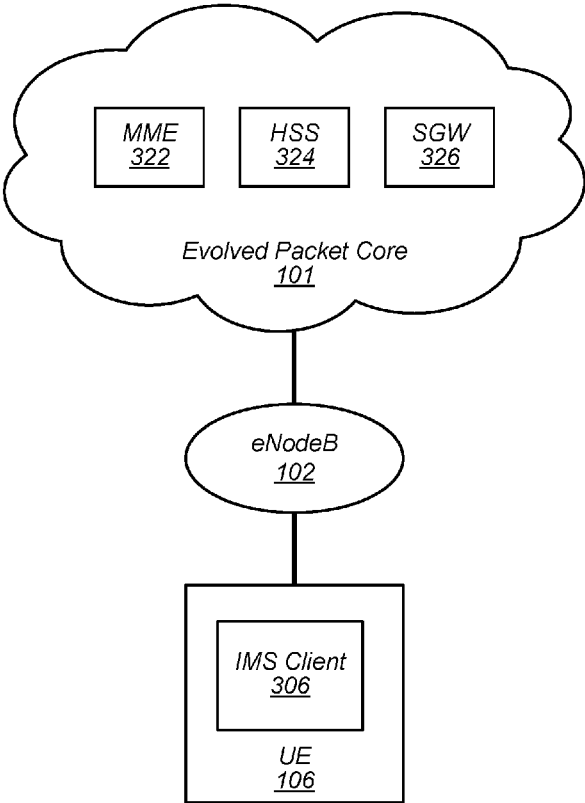 MME
322
HSS
324
SGW
326
Evolved Packet Core
101
eNodeB
102
IMS Client
306
UE
106